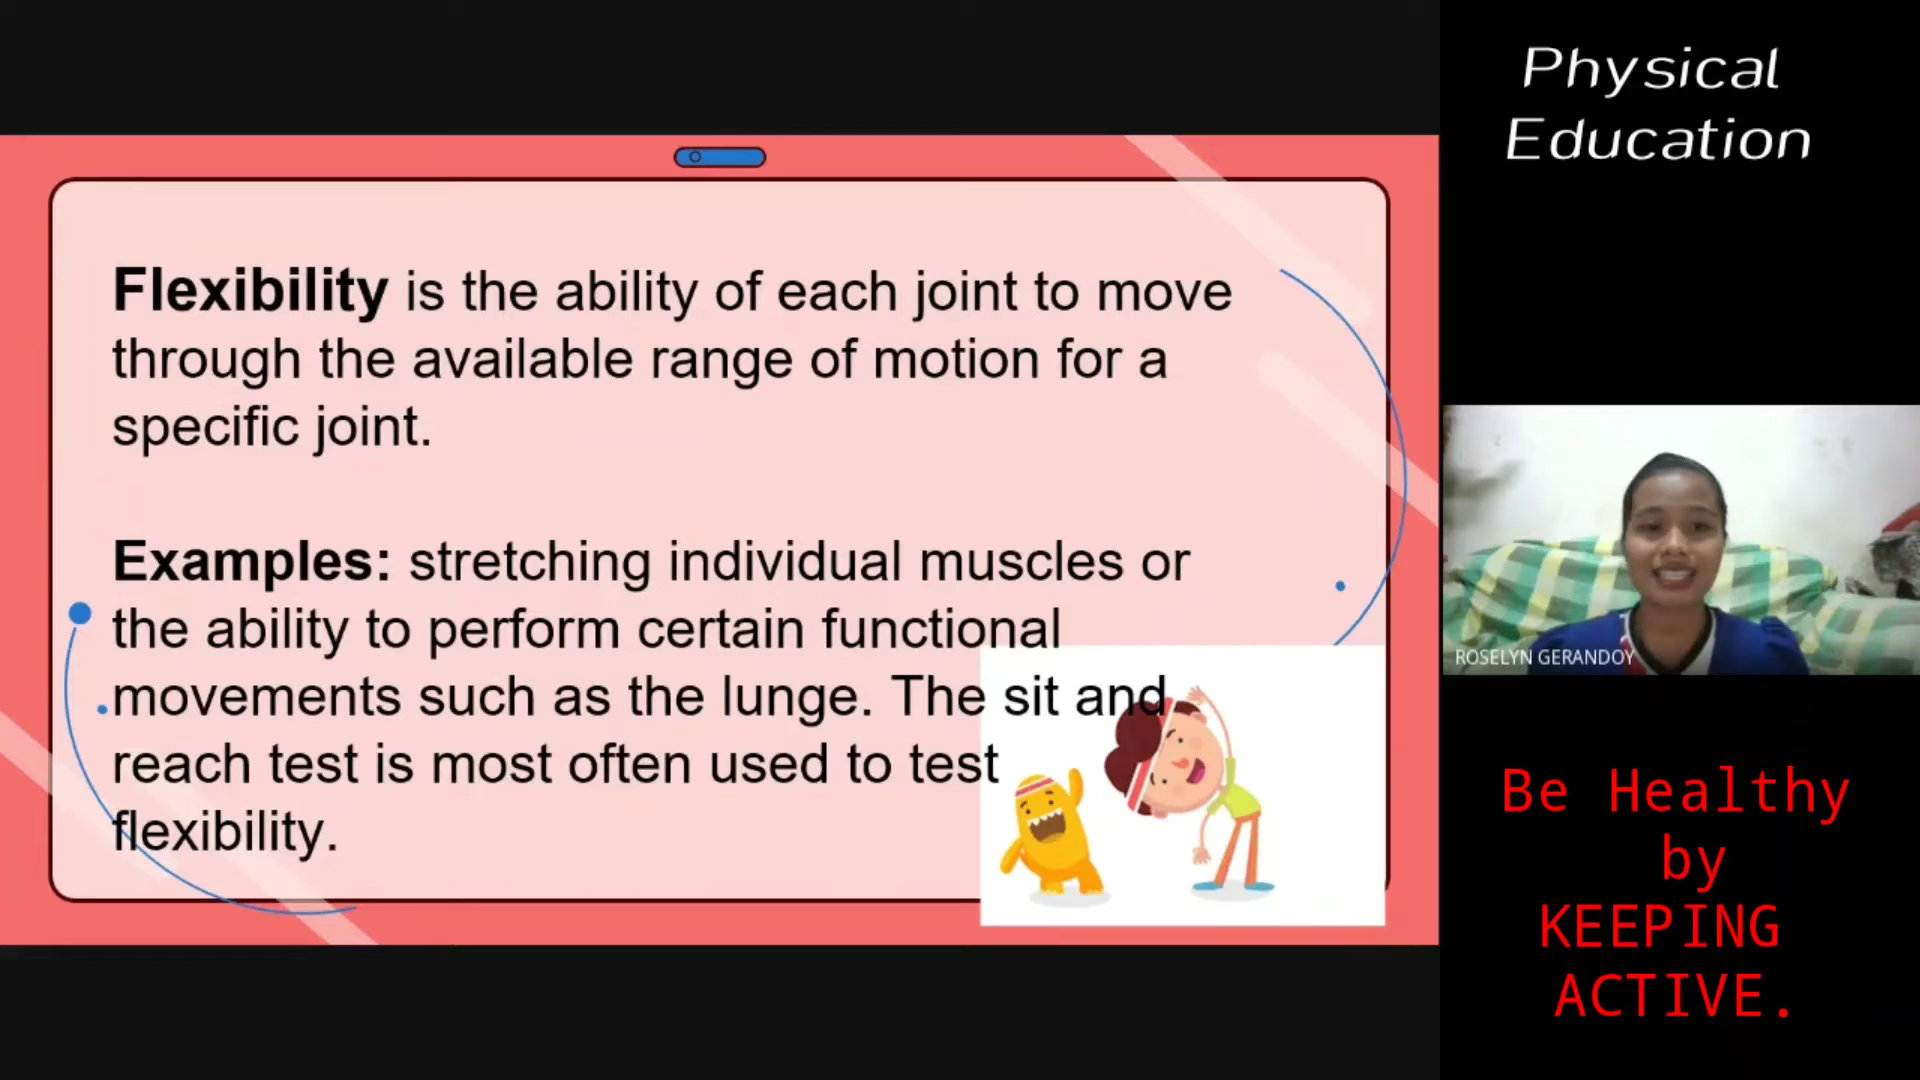 Flexibility is the ability of each joint to move
through the available range of motion for a
specific joint.
Examples: stretching individual muscles or
the ability to perform certain functional
movements such as the lunge. The sit and
reach test is most often used to test
flexibility.
Physical
Education
ROSELYN GERANDOY
Be Healthy
by
KEEPING
ACTIVE.